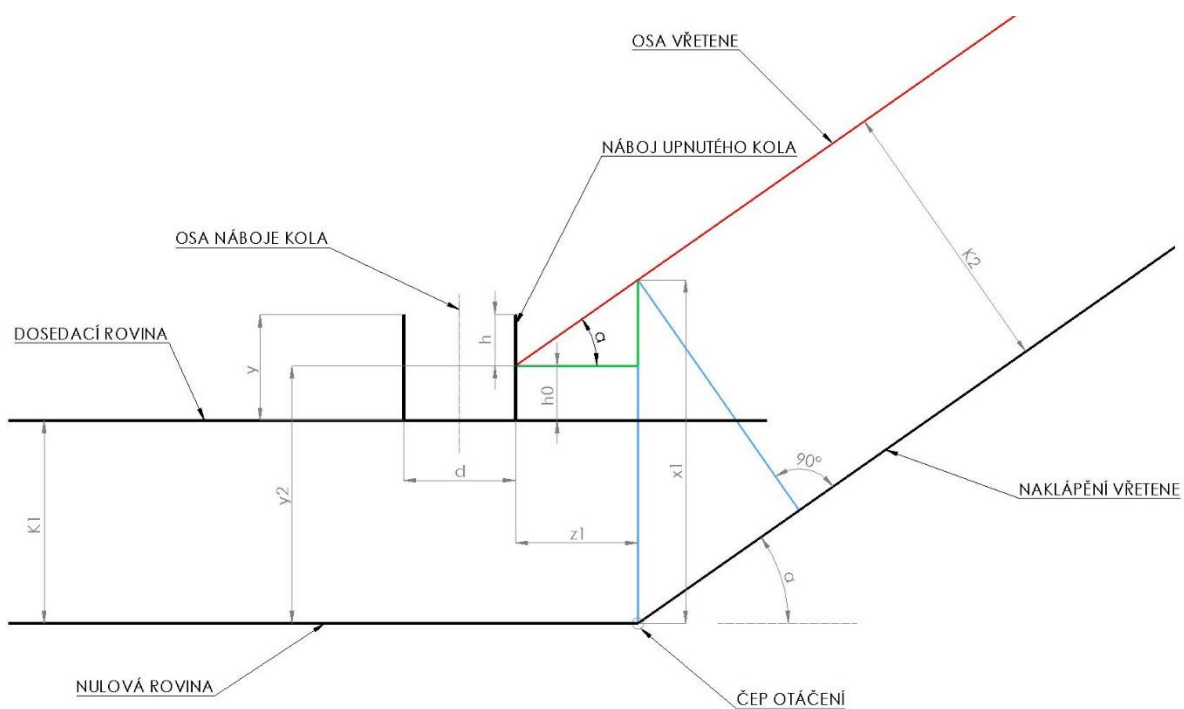 OSA VŘETENE
NÁBOJ UPNUTÉHO KOLA
OSA NÁBOJE KOLA
K2
DOSEDACÍ ROVINA
y
h
α
h0
x1
90°
d
y2
NAKLÁPĚNÍ VŘETENE
K1
z1
α
NULOVÁ ROVINA
ČEP OTÁČENÍ